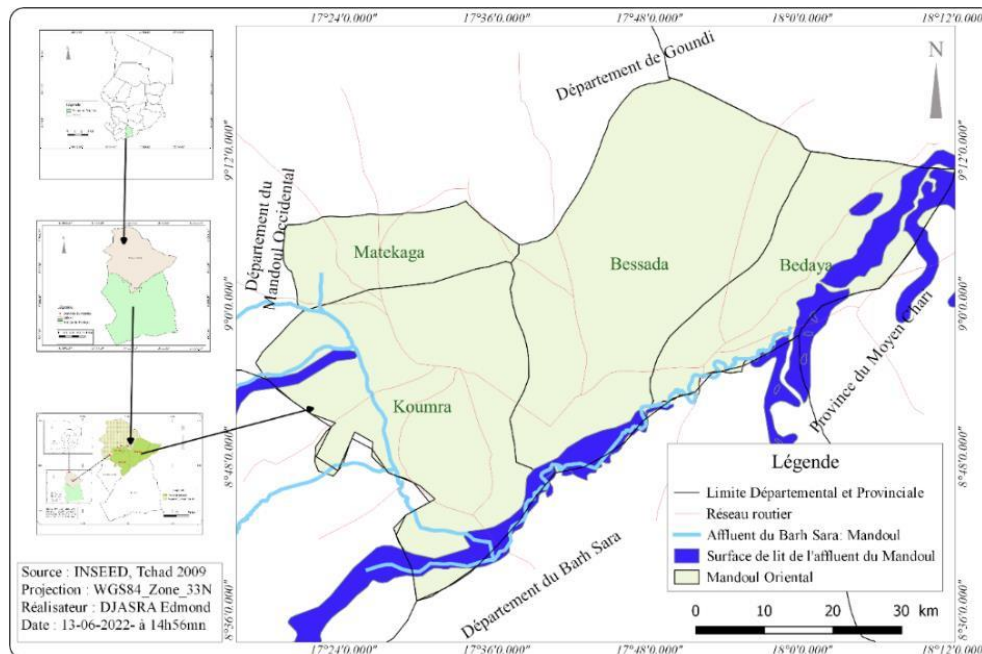 17°24'0.000"
17°36'0.000"
17°48'0.000"
18°0'0.000"
18°12'0.000"
Département de Goundi
N
9°12'0.000"
9°12'0.000"
Département du
Mandoul Occidental
Matekaga
Bessada
Bedaya
9°0'0.000"
9°0'0.000"
Province du Moyen Chari
Koumra
8°48'0.000"
8°48'0.000"
Département du Barh Sara
Légende
Limite Départemental et Provinciale
Réseau routier
Affluent du Barh Sara: Mandoul
Surface de lit de l'affluent du Mandoul
Mandoul Oriental
0 10 20 30 km
8°36'0.000"
8°36'0.000"
17°24'0.000"
17°36'0.000"
17°48'0.000"
18°0'0.000"
18°12'0.000"
Source : INSEED, Tchad 2009
Projection : WGS84_Zone_33N
Réalisateur : DJASRA Edmond
Date : 13-06-2022- à 14h56mn